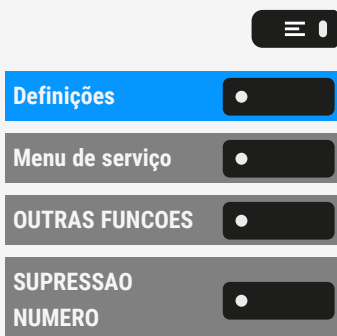 Definições
Menu de serviço
OUTRAS FUNCOES
SUPRESSAO
NUMERO